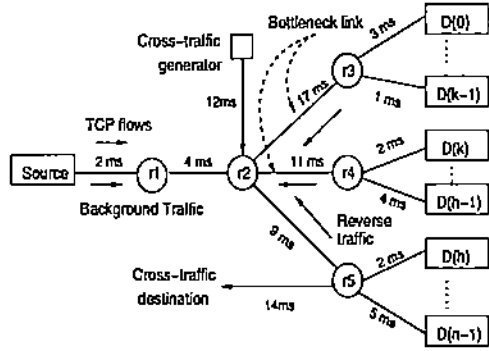 Bottleneck link
3 ms
D(0)
Cross-traffic
generator
r3
17 ms
1 ms
D(k-1)
12ms
TCP flows
2 ms
4 ms
11 ms
2 ms
D(k)
Source
r1
r2
r4
Background Traffic
4 ms
D(h-1)
Reverse
traffic
9 ms
2 ms
D(h)
Cross-traffic
destination
r5
14ms
5 ms
D(n-1)